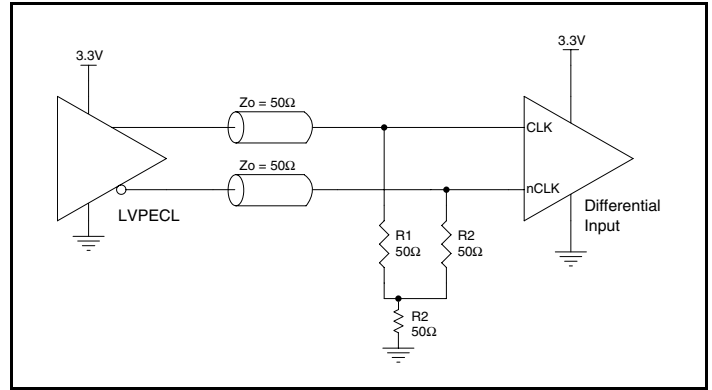 3.3V
3.3V
Zo = 50Ω
CLK
Zo = 50Ω
nCLK
LVPECL
Differential
Input
R1
50Ω
R2
50Ω
R2
50Ω